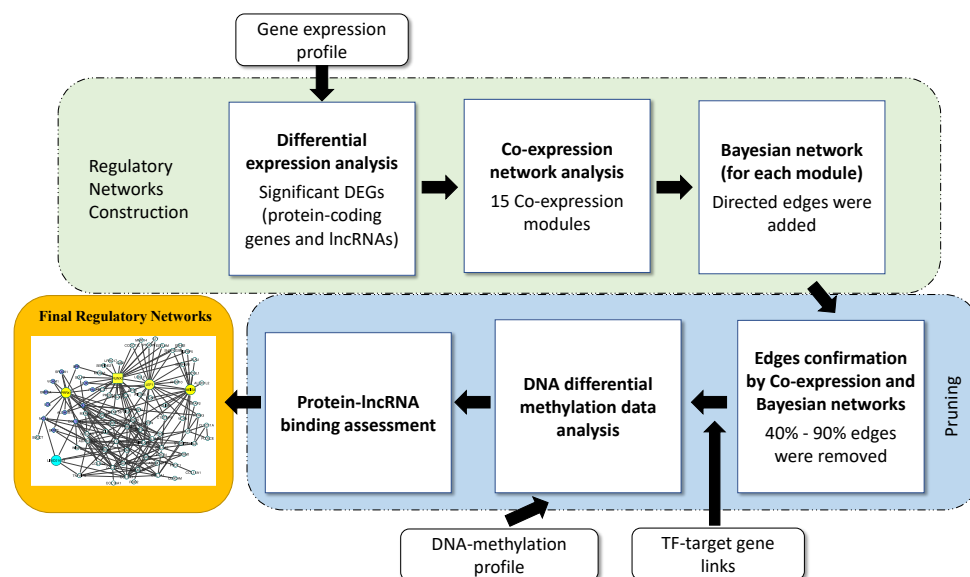 Gene expression
profile
Regulatory
Networks
Construction
Differential
expression analysis
Significant DEGs
(protein-coding
genes and lncRNAs)
Co-expression
network analysis
15 Co-expression
modules
Bayesian network
(for each module)
Directed edges were
added
Final Regulatory Networks
Protein-lncRNA
binding assessment
DNA differential
methylation data
analysis
Edges confirmation
by Co-expression and
Bayesian networks
40% - 90% edges
were removed
Pruning
DNA-methylation
profile
TF-target gene
links